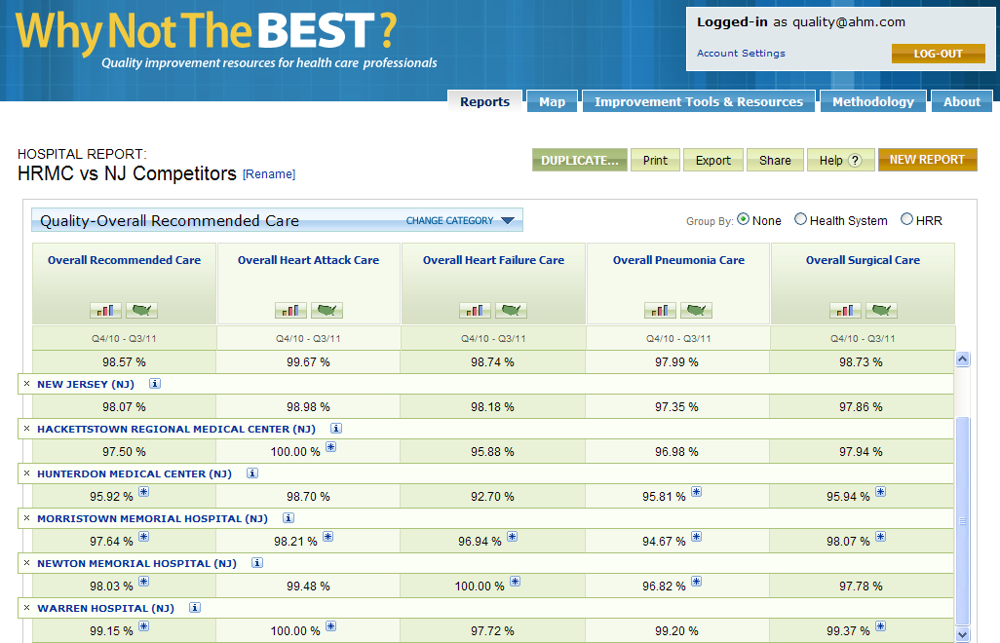 Why Not The BEST?
Quality improvement resources for health care professionals
Logged-in as quality@ahm.com
Account Settings
LOG-OUT
Reports Map Improvement Tools & Resources Methodology About
HOSPITAL REPORT:
HRMC vs NJ Competitors [Rename]
DUPLICATE... Print Export Share Help ? NEW REPORT
Quality-Overall Recommended Care CHANGE CATEGORY
Group By: None Health System HRR
Overall Recommended Care Overall Heart Attack Care Overall Heart Failure Care Overall Pneumonia Care Overall Surgical Care
Q4/10 - Q3/11 Q4/10 - Q3/11 Q4/10 - Q3/11 Q4/10 - Q3/11 Q4/10 - Q3/11
98.57 % 99.67 % 98.74 % 97.99 % 98.73 %
× NEW JERSEY (NJ) i
98.07 % 98.98 % 98.18 % 97.35 % 97.86 %
× HACKETTSTOWN REGIONAL MEDICAL CENTER (NJ) i
97.50 % 100.00 % * 95.88 % 96.98 % 97.94 %
× HUNTERDON MEDICAL CENTER (NJ) i
95.92 % * 98.70 % 92.70 % 95.81 % * 95.94 % *
× MORRISTOWN MEMORIAL HOSPITAL (NJ) i
97.64 % * 98.21 % * 96.94 % * 94.67 % * 98.07 % *
× NEWTON MEMORIAL HOSPITAL (NJ) i
98.03 % * 99.48 % 100.00 % * 96.82 % * 97.78 %
× WARREN HOSPITAL (NJ) i
99.15 % * 100.00 % * 97.72 % 99.20 % 99.37 % *